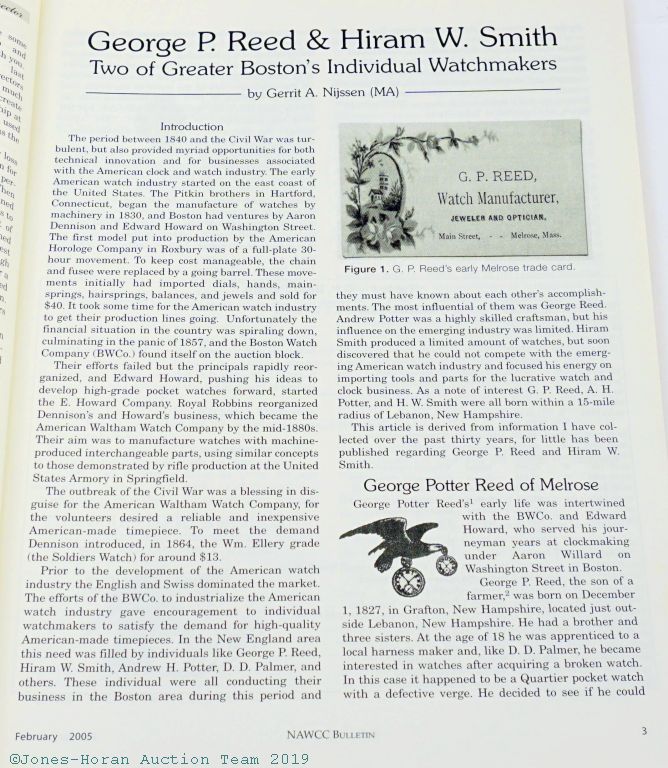 George P. Reed & Hiram W. Smith
Two of Greater Boston's Individual Watchmakers
by Gerrit A. Nijssen (MA)
Introduction
The period between 1840 and the Civil War was tur-
bulent, but also provided myriad opportunities for both
technical innovation and for businesses associated
with the American clock and watch industry. The early
American watch industry started on the east coast of
the United States. The Pitkin brothers in Hartford,
Connecticut, began the manufacture of watches by
machinery in 1830, and Boston had ventures by Aaron
Dennison and Edward Howard on Washington Street.
The first model put into production by the American
Horologe Company in Roxbury was of a full-plate 30-
hour movement. To keep cost manageable, the chain
and fusee were replaced by a going barrel. These move-
ments initially had imported dials, hands, main-
springs, hairsprings, balances, and jewels and sold for
$40. It took some time for the American watch industry
to get their production lines going. Unfortunately the
financial situation in the country was spiraling down,
culminating in the panic of 1857, and the Boston Watch
Company (BWCo.) found itself on the auction block.
Their efforts failed but the principals rapidly reor-
ganized, and Edward Howard, pushing his ideas to
develop high-grade pocket watches forward, started
the E. Howard Company. Royal Robbins reorganized
Dennison's and Howard's business, which became the
American Waltham Watch Company by the mid-1880s.
Their aim was to manufacture watches with machine-
produced interchangeable parts, using similar concepts
to those demonstrated by rifle production at the United
States Armory in Springfield.
The outbreak of the Civil War was a blessing in dis-
guise for the American Waltham Watch Company, for
the volunteers desired a reliable and inexpensive
American-made timepiece. To meet the demand
Dennison introduced, in 1864, the Wm. Ellery grade
(the Soldiers Watch) for around $13.
Prior to the development of the American watch
industry the English and Swiss dominated the market.
The efforts of the BWCo. to industrialize the American
watch industry gave encouragement to individual
watchmakers to satisfy the demand for high-quality
American-made timepieces. In the New England area
this need was filled by individuals like George P. Reed,
Hiram W. Smith, Andrew H. Potter, D. D. Palmer, and
others. These individual were all conducting their
business in the Boston area during this period and
G. P. REED,
Watch Manufacturer,
JEWELER AND OPTICIAN,
Main Street, - - Melrose, Mass.
Figure 1. G. P. Reed's early Melrose trade card.
they must have known about each other's accomplish-
ments. The most influential of them was George Reed.
Andrew Potter was a highly skilled craftsman, but his
influence on the emerging industry was limited. Hiram
Smith produced a limited amount of watches, but soon
discovered that he could not compete with the emerg-
ing American watch industry and focused his energy on
importing tools and parts for the lucrative watch and
clock business. As a note of interest G. P. Reed, A. H.
Potter, and H. W. Smith were all born within a 15-mile
radius of Lebanon, New Hampshire.
This article is derived from information I have col-
lected over the past thirty years, for little has been
published regarding George P. Reed and Hiram W.
Smith.
George Potter Reed of Melrose
George Potter Reed's¹ early life was intertwined
with the BWCo. and Edward
Howard, who served his jour-
neyman years at clockmaking
under Aaron Willard on
Washington Street in Boston.
George P. Reed, the son of a
farmer,² was born on December
1, 1827, in Grafton, New Hampshire, located just out-
side Lebanon, New Hampshire. He had a brother and
three sisters. At the age of 18 he was apprenticed to a
local harness maker and, like D. D. Palmer, he became
interested in watches after acquiring a broken watch.
In this case it happened to be a Quartier pocket watch
with a defective verge. He decided to see if he could
February 2005
NAWCC BULLETIN
3
©Jones-Horan Auction Team 2019